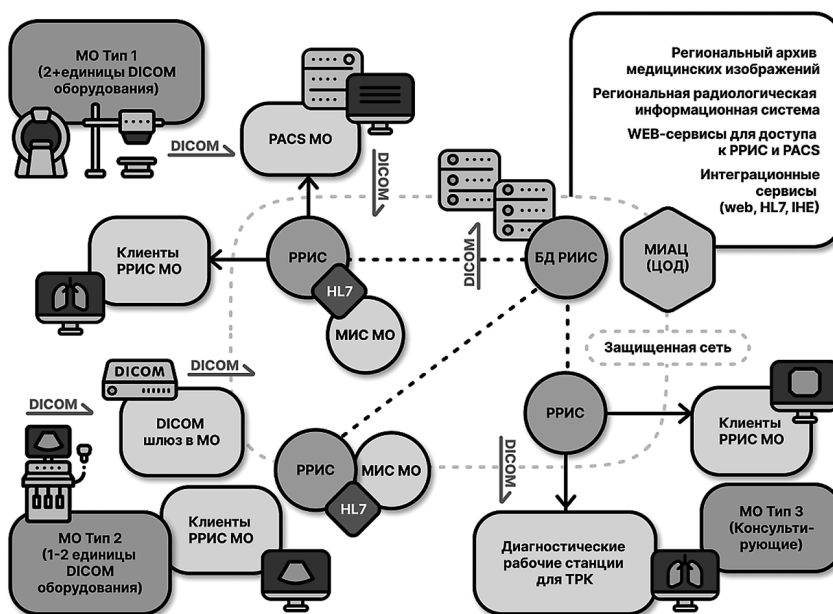 МО Тип 1
(2+единицы DICOM
оборудования)
DICOM
PACS МО
DICOM
Региональный архив
медицинских изображений
Региональная радиологическая
информационная система
WEB-сервисы для доступа
к РРИС и PACS
Интеграционные
сервисы
(web, HL7, IHE)
Клиенты
РРИС МО
РРИС
HL7
МИС МО
DICOM
БД РИИС
МИАЦ
(ЦОД)
Защищенная сеть
DICOM
DICOM
DICOM
DICOM
шлюз в МО
РРИС
МИС МО
HL7
РРИС
Клиенты
РРИС МО
DICOM
МО Тип 2
(1-2 единицы
DICOM
оборудования)
Клиенты
РРИС МО
Диагностические
рабочие станции
для ТРК
МО Тип 3
(Консульти-
рующие)